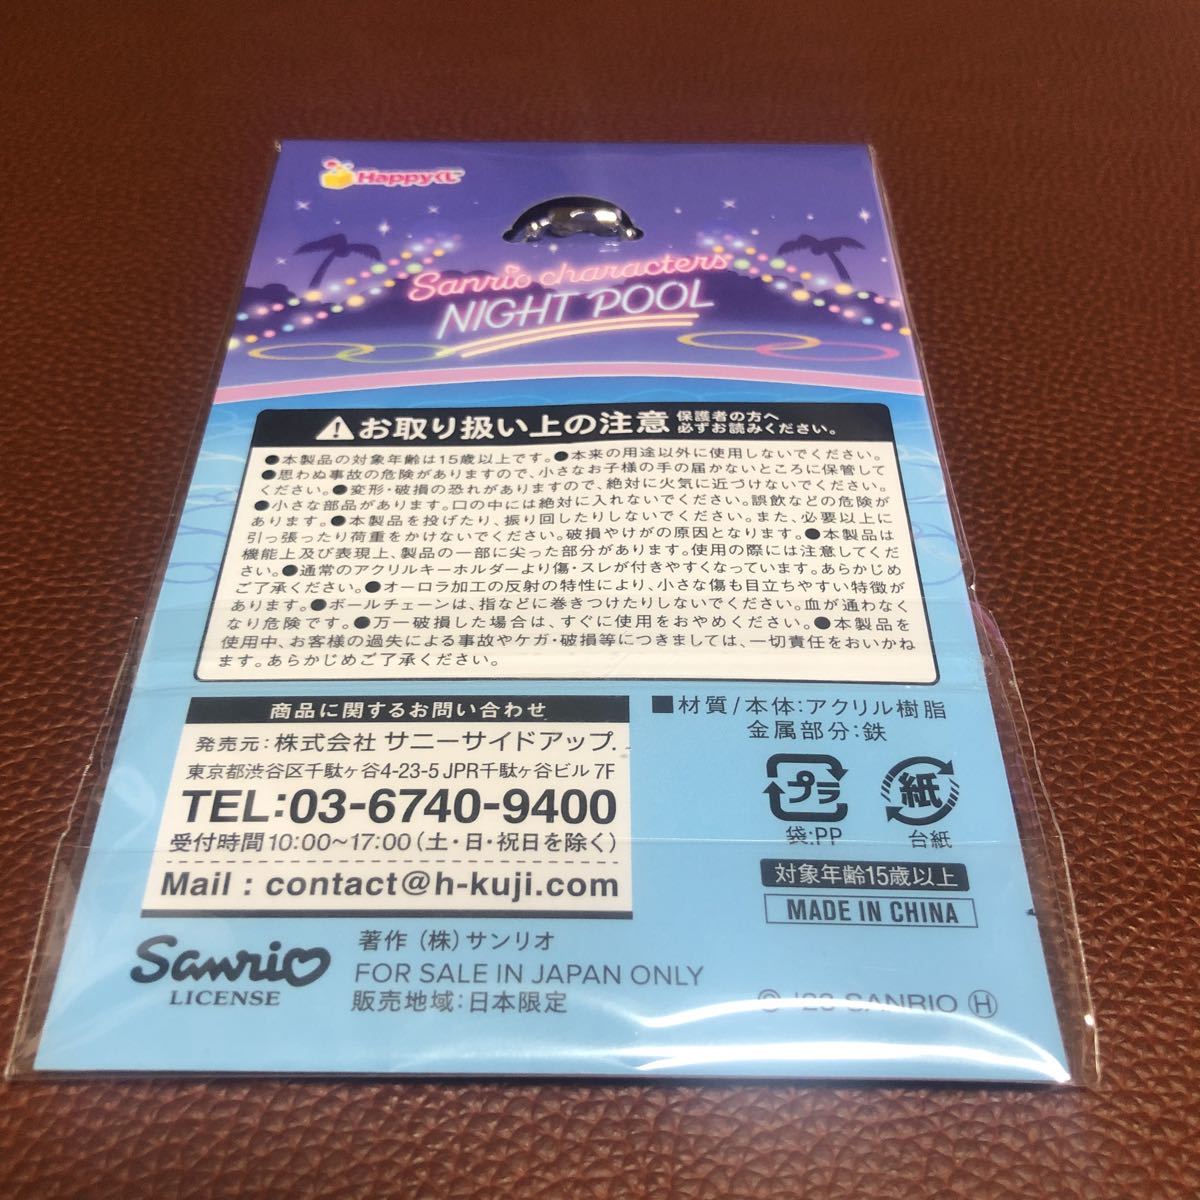 Happyくじ
Sanrio characters
NIGHT POOL
お取り扱い上の注意 保護者の方へ
必ずお読みください。
●本製品の対象年齢は15歳以上です。●本来の用途以外に使用しないでください。
●思わぬ事故の危険がありますので、小さなお子様の手の届かないところに保管して
ください。●変形・破損の恐れがありますので、絶対に火気に近づけないでください。
●小さな部品があります。口の中には絶対に入れないでください。誤飲などの危険が
あります。●本製品を投げたり、振り回したりしないでください。また、必要以上に
引っ張ったり荷重をかけないでください。破損やけがの原因となります。●本製品は
機能上及び表現上、製品の一部に尖った部分があります。使用の際には注意してくだ
さい。●通常のアクリルキーホルダーより傷・スレが付きやすくなっています。あらかじめ
ご了承ください。●オーロラ加工の反射の特性により、小さな傷も目立ちやすい特徴が
あります。●ボールチェーンは、指などに巻きつけたりしないでください。血が通わなく
なり危険です。●万一破損した場合は、すぐに使用をおやめください。●本製品を
使用中、お客様の過失による事故やケガ・破損等につきましては、一切責任をおいかね
ます。あらかじめご了承ください。
商品に関するお問い合わせ
発売元：株式会社 サニーサイドアップ
東京都渋谷区千駄ヶ谷4-23-5 JPR千駄ヶ谷ビル 7F
TEL:03-6740-9400
受付時間10:00〜17:00（土・日・祝日を除く）
Mail : contact@h-kuji.com
■材質/本体：アクリル樹脂
金属部分：鉄
プラ
袋:PP
紙
台紙
対象年齢15歳以上
MADE IN CHINA
Sanrio
LICENSE
著作（株）サンリオ
FOR SALE IN JAPAN ONLY
販売地域：日本限定
© '23 SANRIO Ⓗ